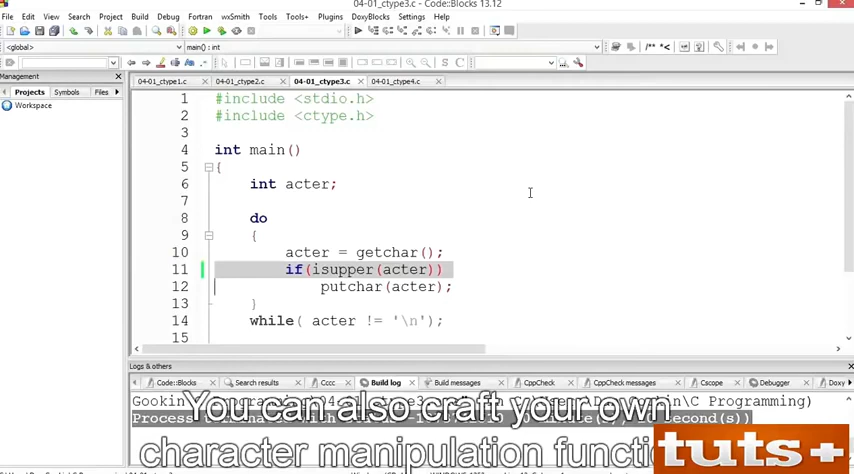 04-01_ctype3.c - Code::Blocks 13.12
File Edit View Search Project Build Debug Fortran wxSmith Tools Tools+ Plugins DoxyBlocks Settings Help
<global> main() : int
Management
Projects Symbols Files
Workspace
04-01_ctype1.c 04-01_ctype2.c 04-01_ctype3.c 04-01_ctype4.c
1 #include <stdio.h>
2 #include <ctype.h>
3
4 int main()
5 {
6 int acter;
7
8 do
9 {
10 acter = getchar();
11 if(isupper(acter))
12 putchar(acter);
13 }
14 while( acter != '\n');
15
Logs & others
Code::Blocks Search results Cccc Build log Build messages CppCheck CppCheck messages Cscope Debugger Doxy
C Programming)
Process
second(s))
You can also craft your own
character manipulation
tuts+